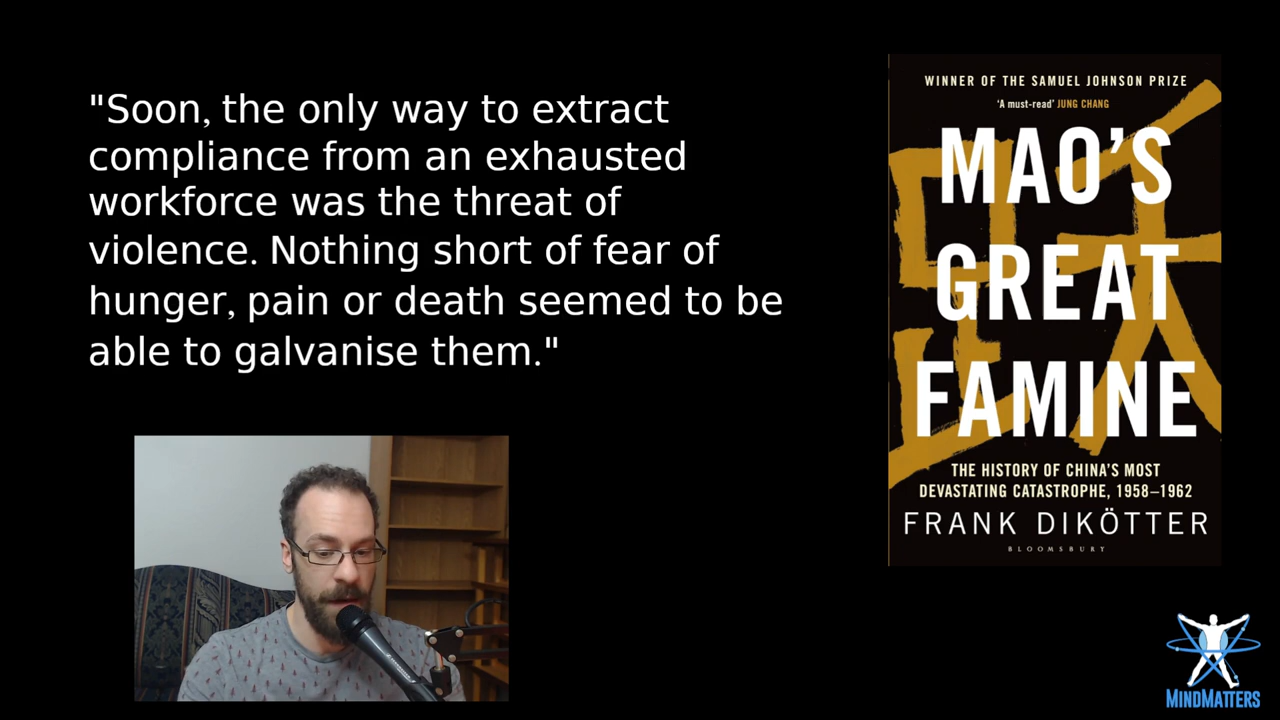 "Soon, the only way to extract
compliance from an exhausted
workforce was the threat of
violence. Nothing short of fear of
hunger, pain or death seemed to be
able to galvanise them."
WINNER OF THE SAMUEL JOHNSON PRIZE
'A must-read' JUNG CHANG
MAO'S
GREAT
FAMINE
THE HISTORY OF CHINA'S MOST
DEVASTATING CATASTROPHE, 1958–1962
FRANK DIKÖTTER
BLOOMSBURY
MINDMATTERS